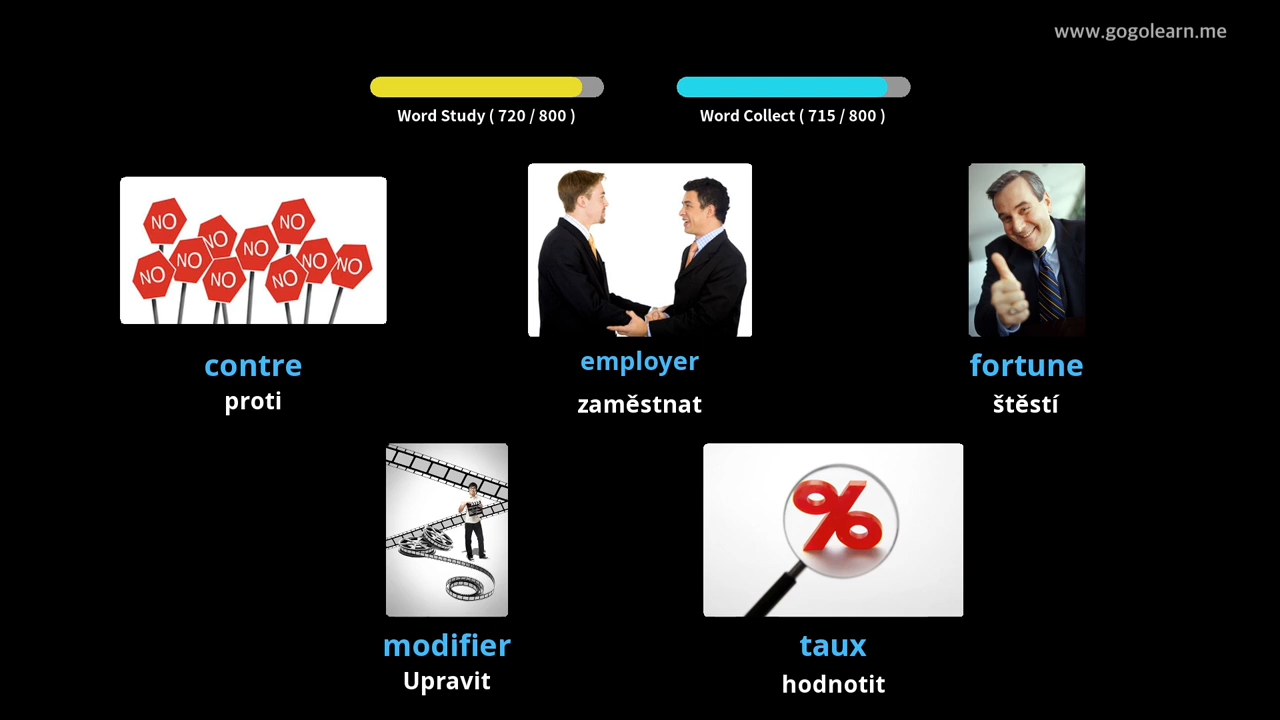 www.gogolearn.me
Word Study ( 720 / 800 )
Word Collect ( 715 / 800 )
NO
NO
NO
NO
NO
NO
NO
NO
NO
NO
contre
proti
employer
zaměstnat
fortune
štěstí
%
modifier
Upravit
taux
hodnotit